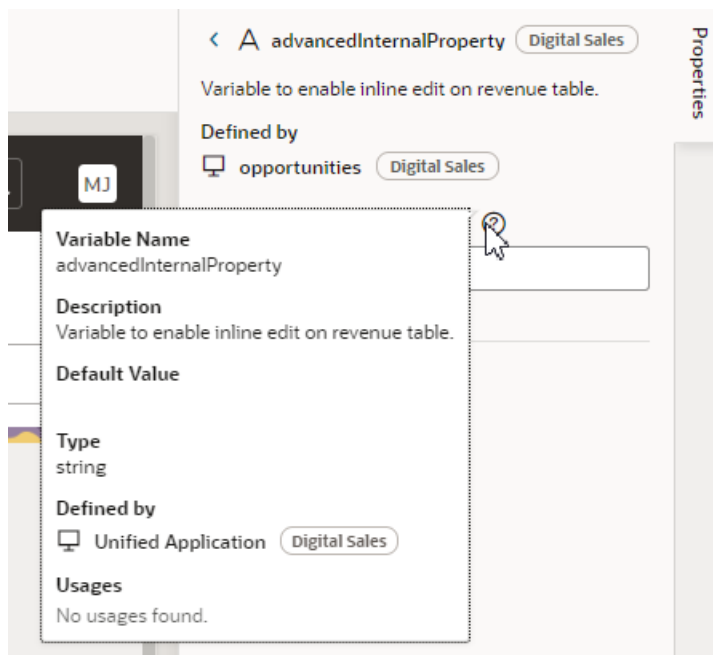 advancedInternalProperty Digital Sales
Properties
Variable to enable inline edit on revenue table.
Defined by
opportunities Digital Sales
MJ
?
Variable Name
advancedInternalProperty
Description
Variable to enable inline edit on revenue table.
Default Value
Type
string
Defined by
Unified Application Digital Sales
Usages
No usages found.